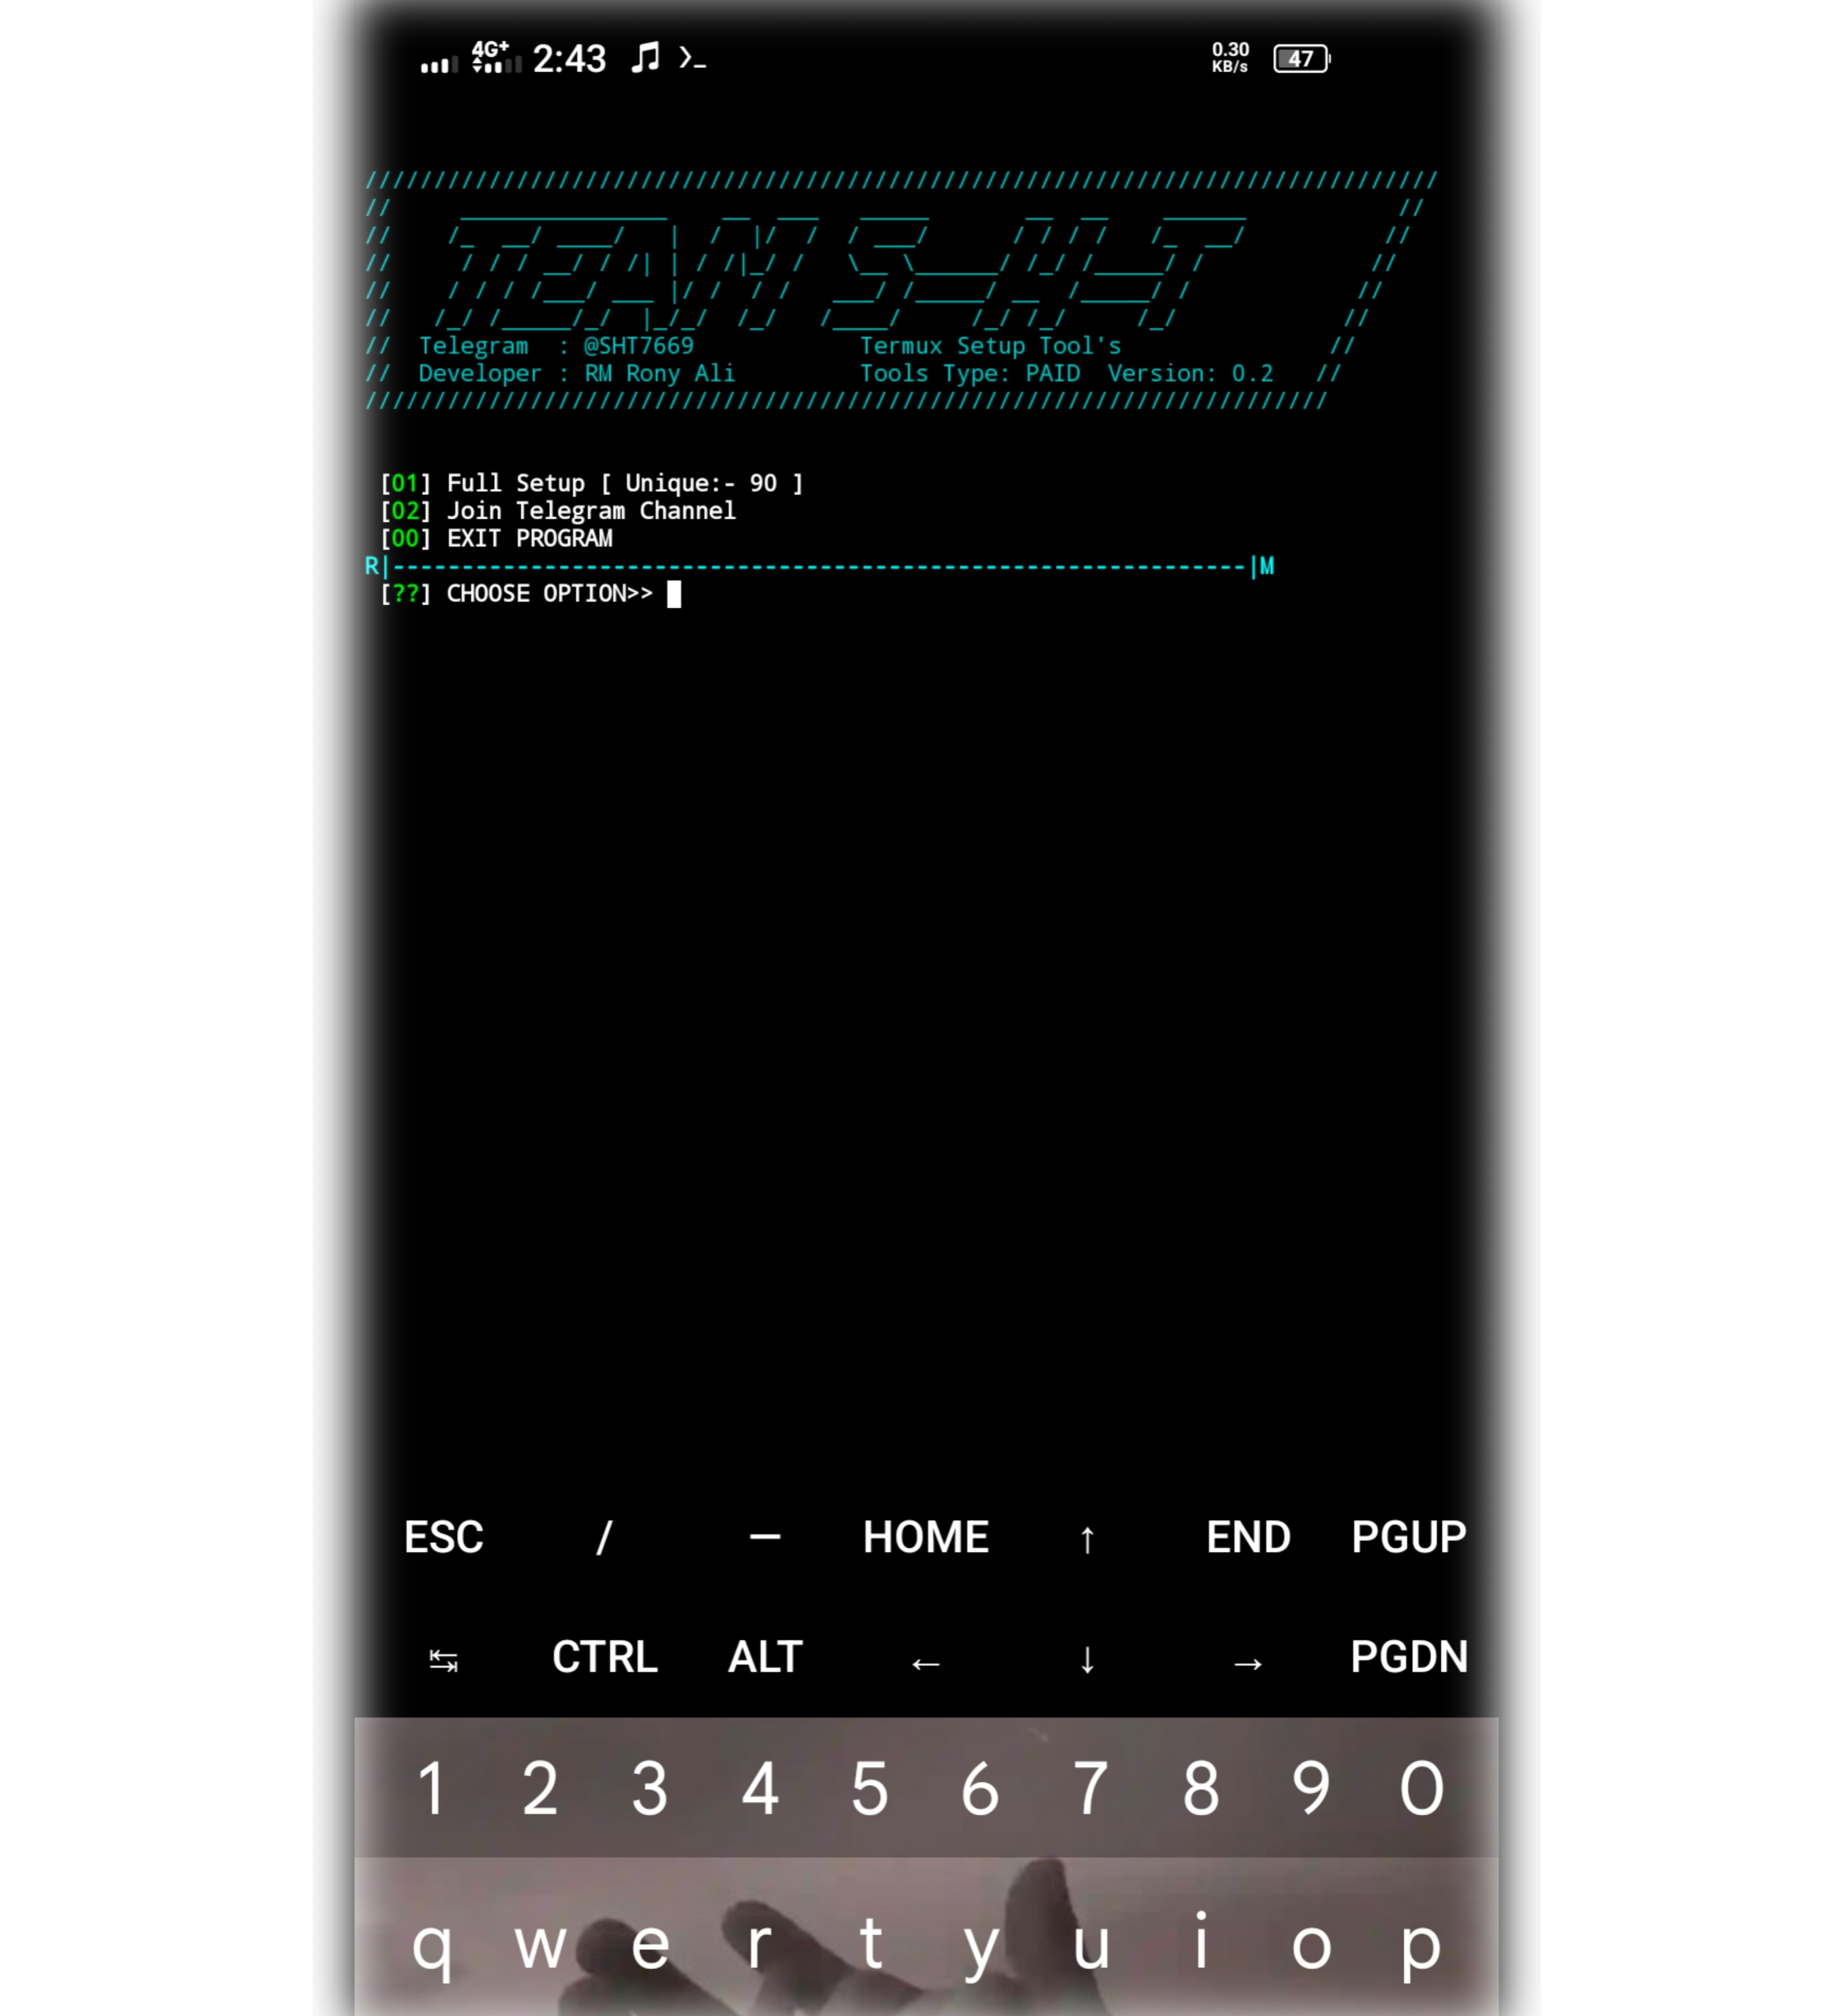 4G+ 2:43 0.30 KB/s 47
TEAM S-H-T
Telegram : @SHT7669 Termux Setup Tool's
Developer : RM Rony Ali Tools Type: PAID Version: 0.2
[01] Full Setup [ Unique:- 90 ]
[02] Join Telegram Channel
[00] EXIT PROGRAM
R|--------------------------------------------------------------|M
[??] CHOOSE OPTION>>
ESC / — HOME ↑ END PGUP
↹ CTRL ALT ← ↓ → PGDN
1 2 3 4 5 6 7 8 9 0
q w e r t y u i o p